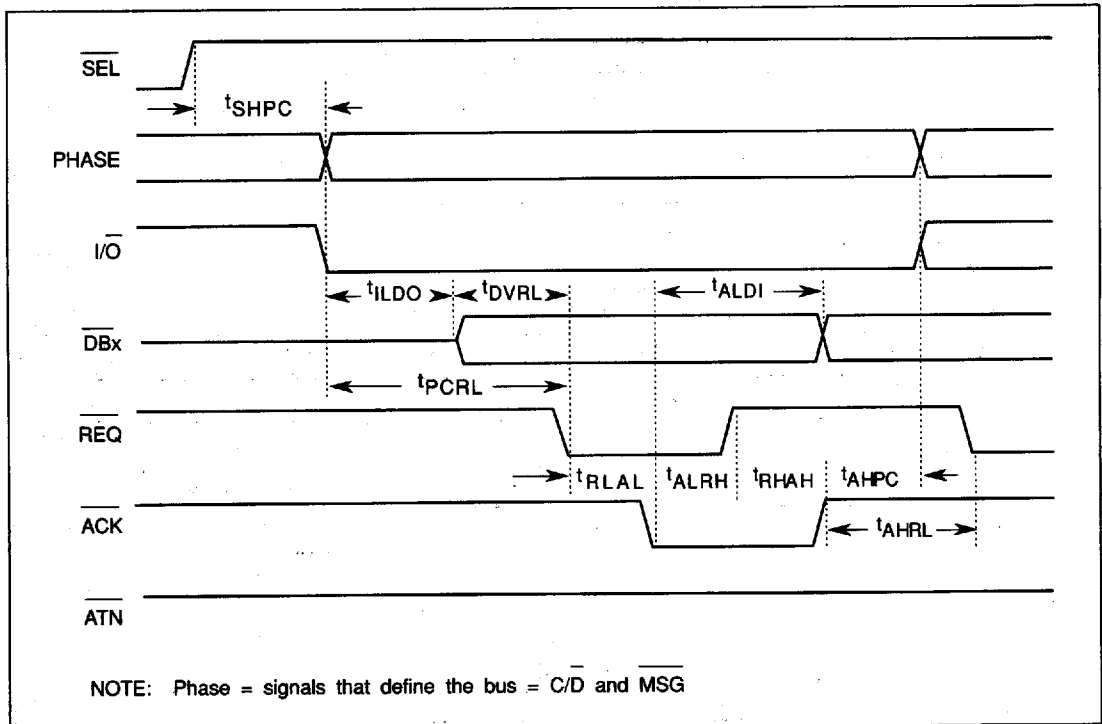 SEL
tSHPC
PHASE
I/O
tILDO tDVRL tALDI
DBx
tPCRL
REQ
tRLAL tALRH tRHAH tAHPC
ACK
tAHRL
ATN
NOTE: Phase = signals that define the bus = C/D and MSG